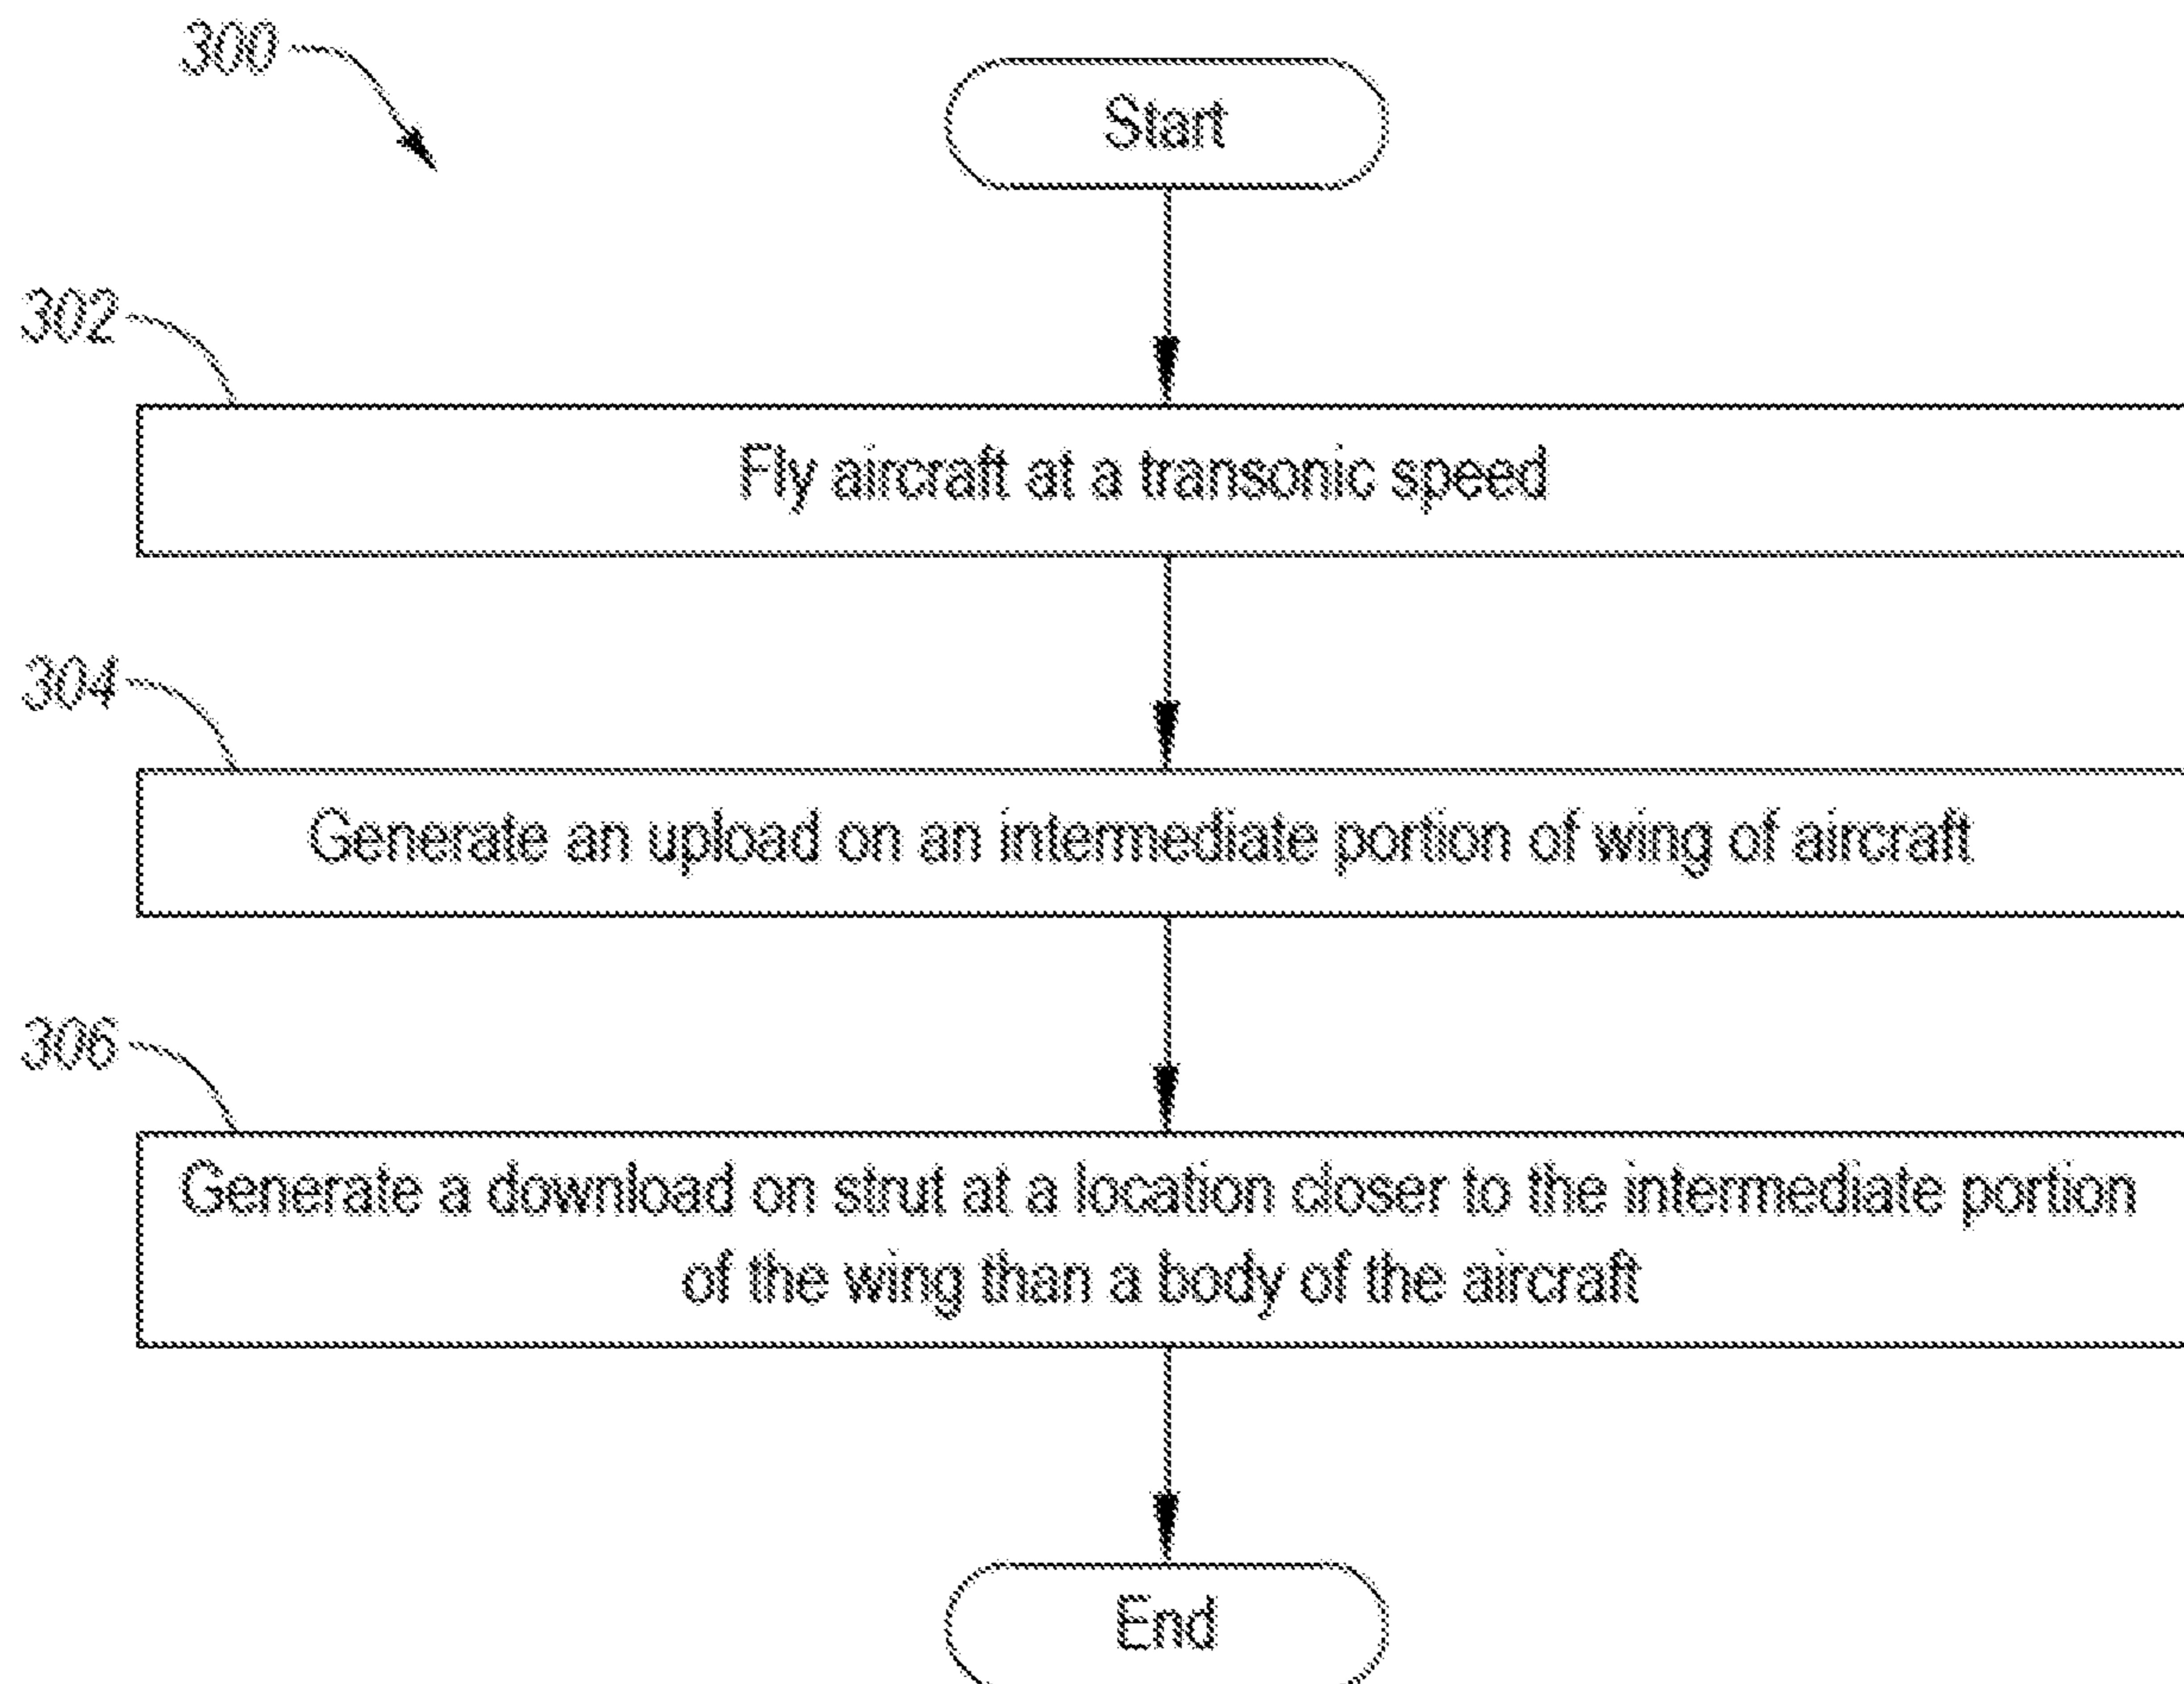 300
Start
302
Fly aircraft at a transonic speed
304
Generate an upload on an intermediate portion of wing of aircraft
306
Generate a download on strut at a location closer to the intermediate portion
of the wing than a body of the aircraft
End